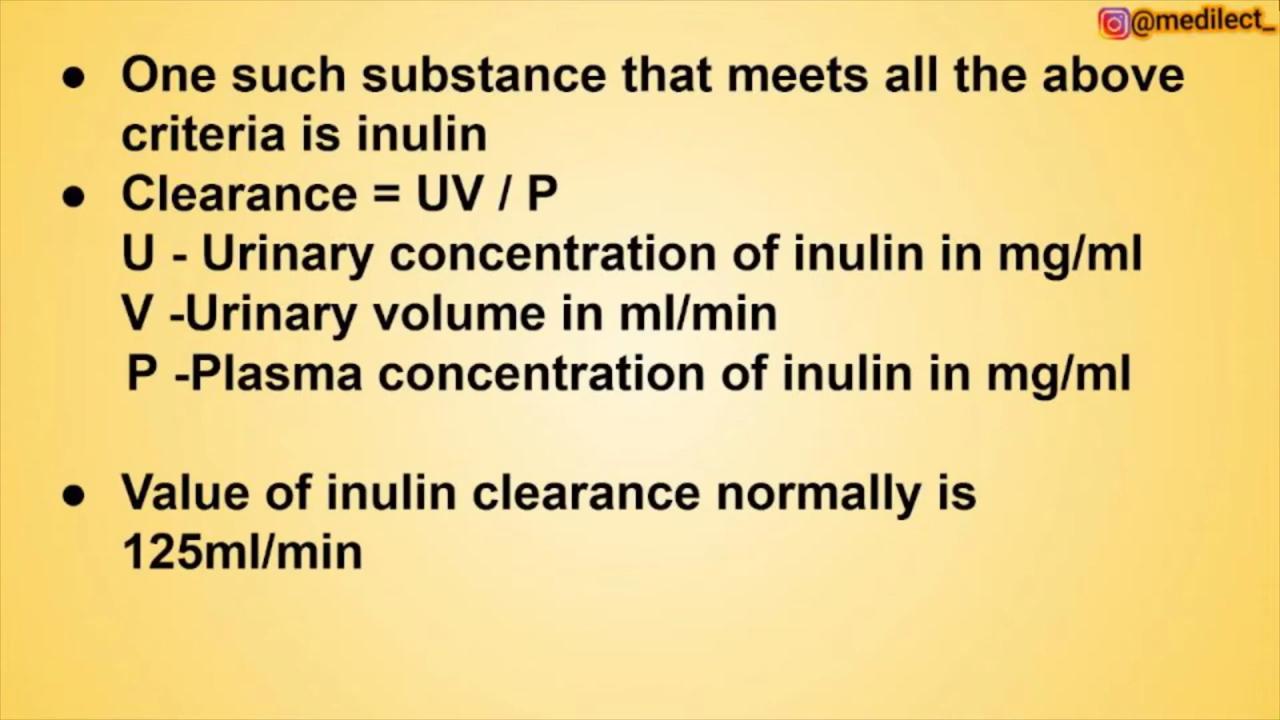 @medilect_
● One such substance that meets all the above
criteria is inulin
● Clearance = UV / P
U - Urinary concentration of inulin in mg/ml
V -Urinary volume in ml/min
P -Plasma concentration of inulin in mg/ml
● Value of inulin clearance normally is
125ml/min